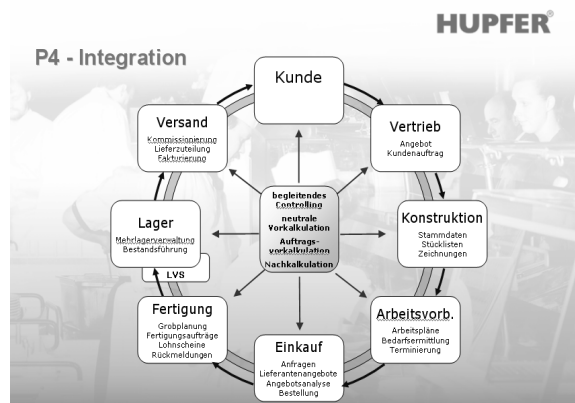 HUPFER®
P4 - Integration
Kunde
Vertrieb
Angebot
Kundenauftrag
Konstruktion
Stammdaten
Stücklisten
Zeichnungen
Arbeitsvorb.
Arbeitspläne
Bedarfsermittlung
Terminierung
Einkauf
Anfragen
Lieferantenangebote
Angebotsanalyse
Bestellung
Fertigung
Grobplanung
Fertigungsaufträge
Lohnscheine
Rückmeldungen
LVS
Lager
Mehrlagerverwaltung
Bestandsführung
Versand
Kommissionierung
Lieferzuteilung
Fakturierung
begleitendes
Controlling
neutrale
Vorkalkulation
Auftrags-
vorkalkulation
Nachkalkulation